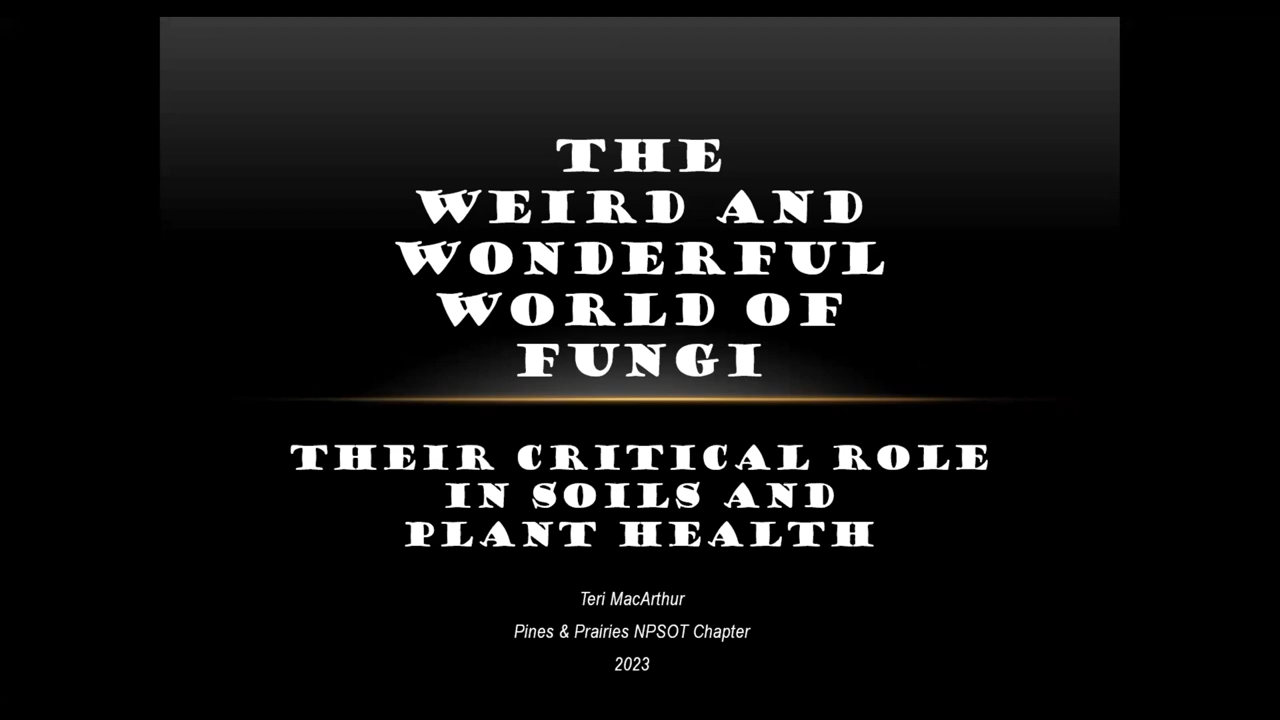 THE
WEIRD AND
WONDERFUL
WORLD OF
FUNGI
THEIR CRITICAL ROLE
IN SOILS AND
PLANT HEALTH
Teri MacArthur
Pines & Prairies NPSOT Chapter
2023